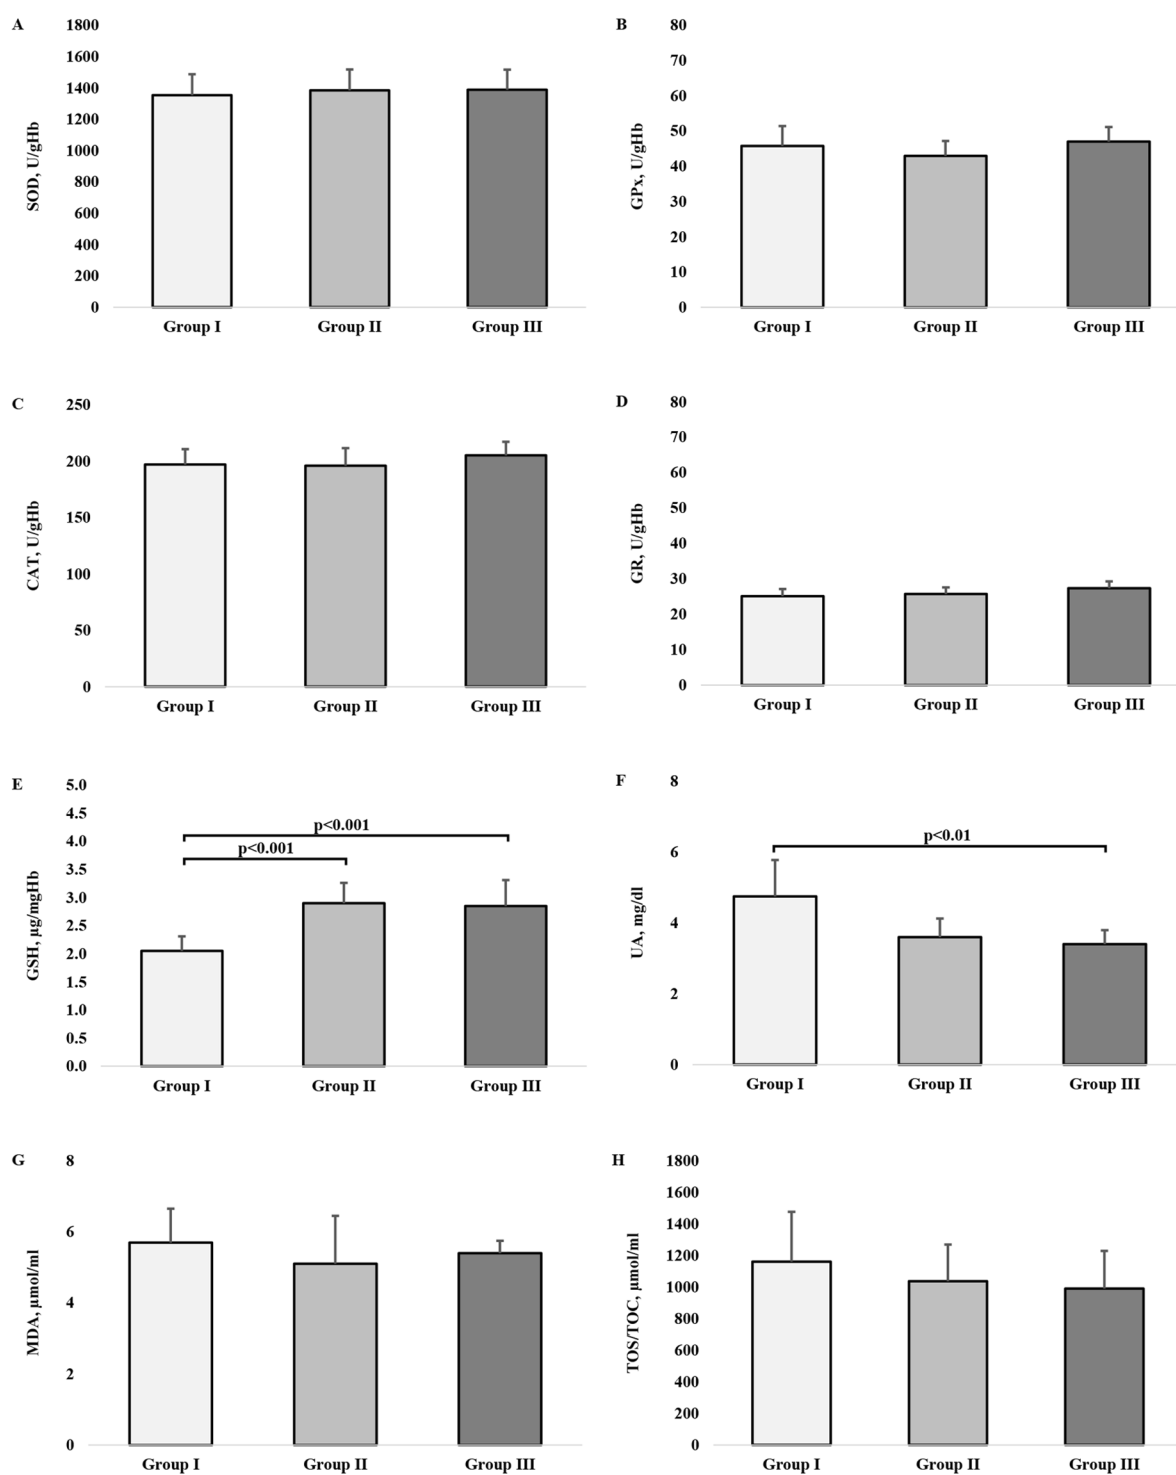 A
SOD, U/gHb
1800
1600
1400
1200
1000
800
600
400
200
0
Group I
Group II
Group III
B
GPx, U/gHb
80
70
60
50
40
30
20
10
0
Group I
Group II
Group III
C
CAT, U/gHb
250
200
150
100
50
0
Group I
Group II
Group III
D
GR, U/gHb
80
70
60
50
40
30
20
10
0
Group I
Group II
Group III
E
GSH, µg/mgHb
5.0
4.5
4.0
3.5
3.0
2.5
2.0
1.5
1.0
0.5
0.0
p<0.001
p<0.001
Group I
Group II
Group III
F
UA, mg/dl
8
6
4
2
0
p<0.01
Group I
Group II
Group III
G
MDA, µmol/ml
8
6
4
2
0
Group I
Group II
Group III
H
TOS/TOC, µmol/ml
1800
1600
1400
1200
1000
800
600
400
200
0
Group I
Group II
Group III